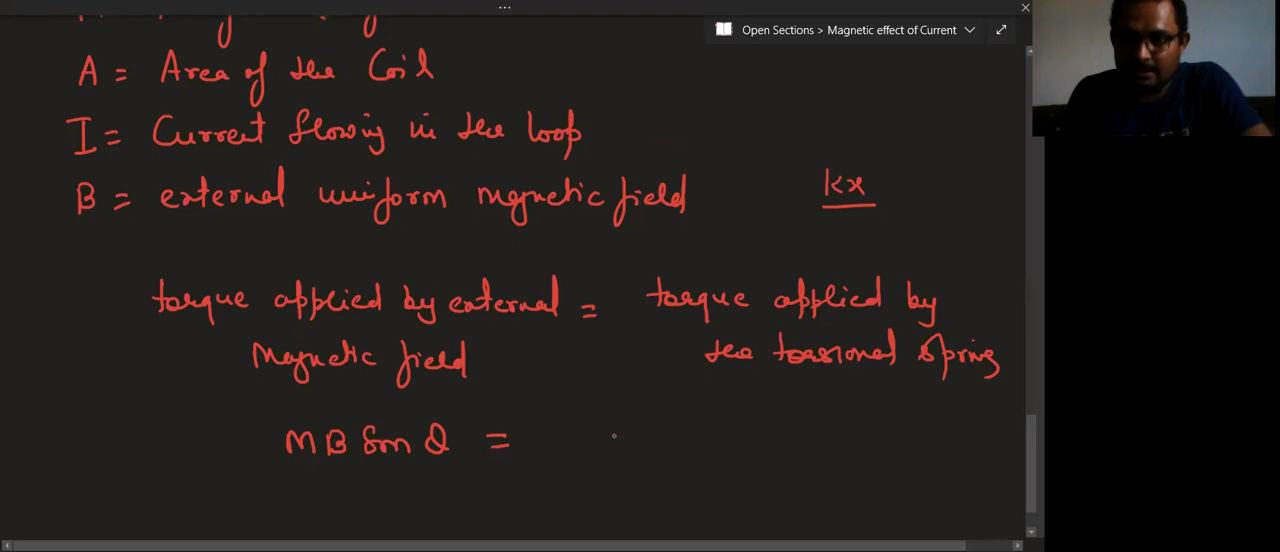 Open Sections > Magnetic effect of Current
A = Area of the Coil
I = Current flowing in the loop
B = external uniform magnetic field
kx
torque applied by external = torque applied by
Magnetic field the torsional spring
MB Sin θ =